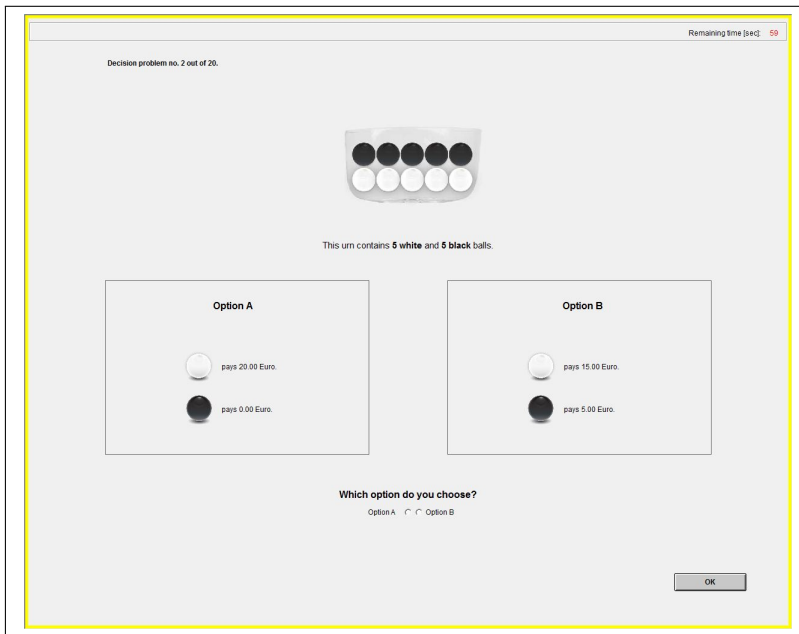 Remaining time [sec]: 59
Decision problem no. 2 out of 20.
This urn contains 5 white and 5 black balls.
Option A
pays 20.00 Euro.
pays 0.00 Euro.
Option B
pays 15.00 Euro.
pays 5.00 Euro.
Which option do you choose?
Option A Option B
OK